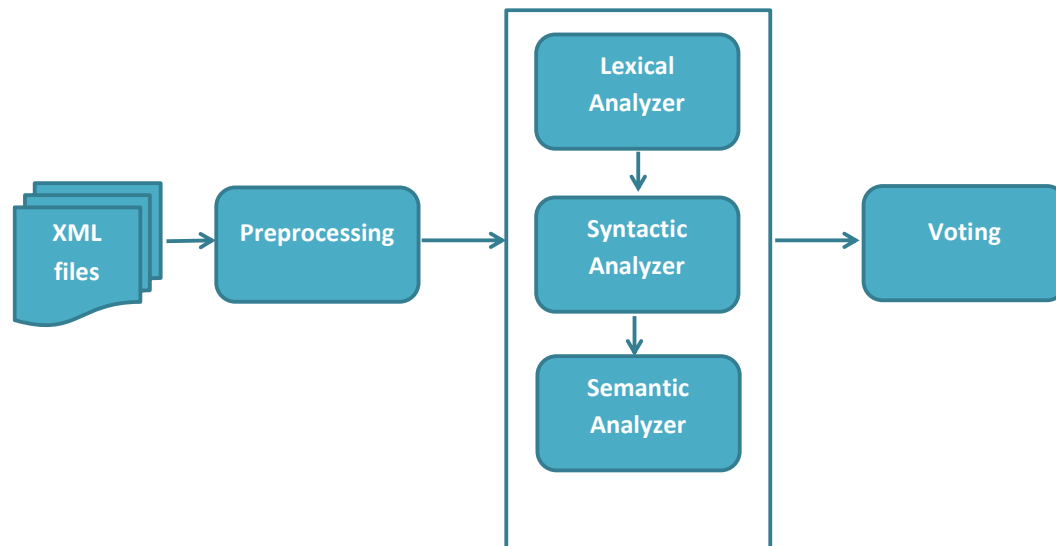 XML
files
Preprocessing
Lexical
Analyzer
Syntactic
Analyzer
Semantic
Analyzer
Voting